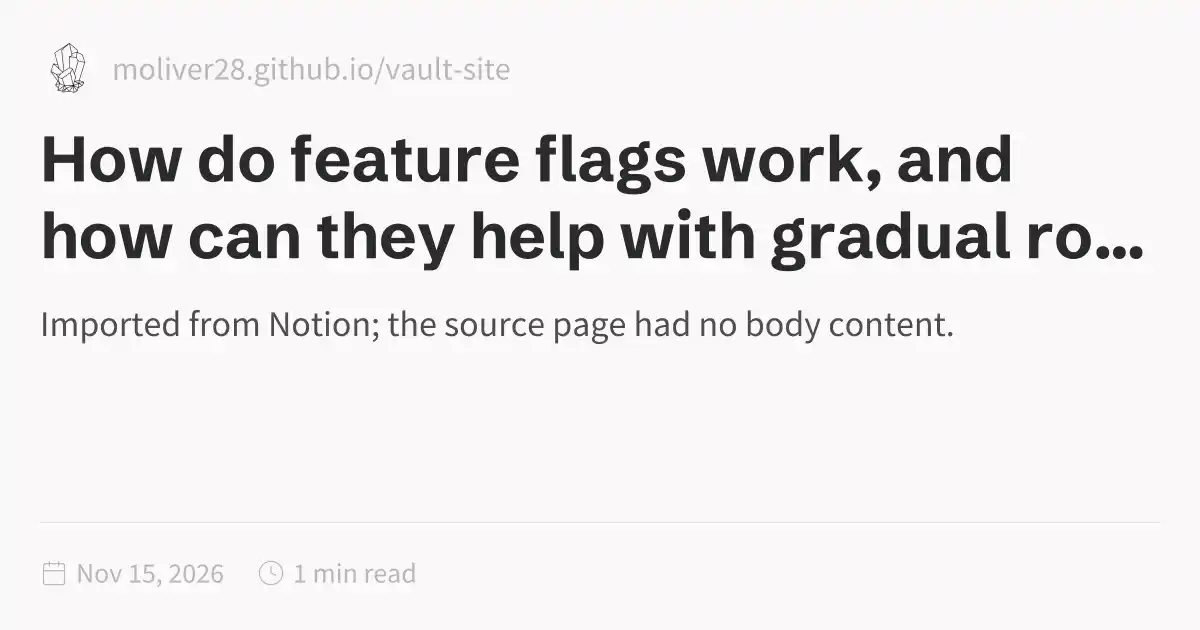 moliver28.github.io/vault-site
How do feature flags work, and
how can they help with gradual ro...
Imported from Notion; the source page had no body content.
Nov 15, 2026 1 min read